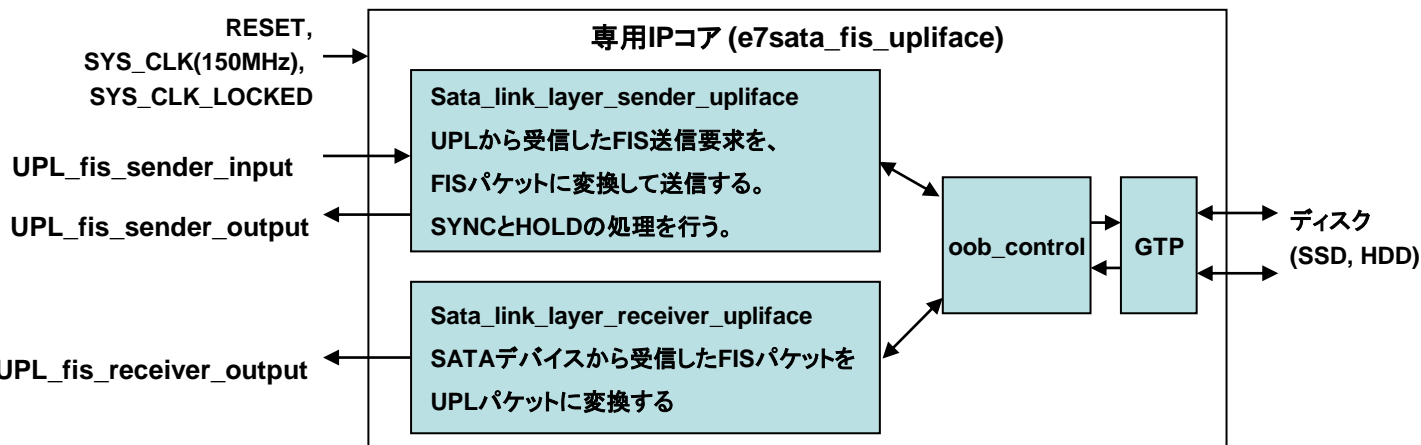 RESET,
SYS_CLK(150MHz),
SYS_CLK_LOCKED
専用IPコア (e7sata_fis_upliface)
Sata_link_layer_sender_upliface
UPLから受信したFIS送信要求を、
FISパケットに変換して送信する。
SYNCとHOLDの処理を行う。
UPL_fis_sender_input
UPL_fis_sender_output
oob_control
GTP
ディスク
(SSD, HDD)
Sata_link_layer_receiver_upliface
SATAデバイスから受信したFISパケットを
UPLパケットに変換する
UPL_fis_receiver_output